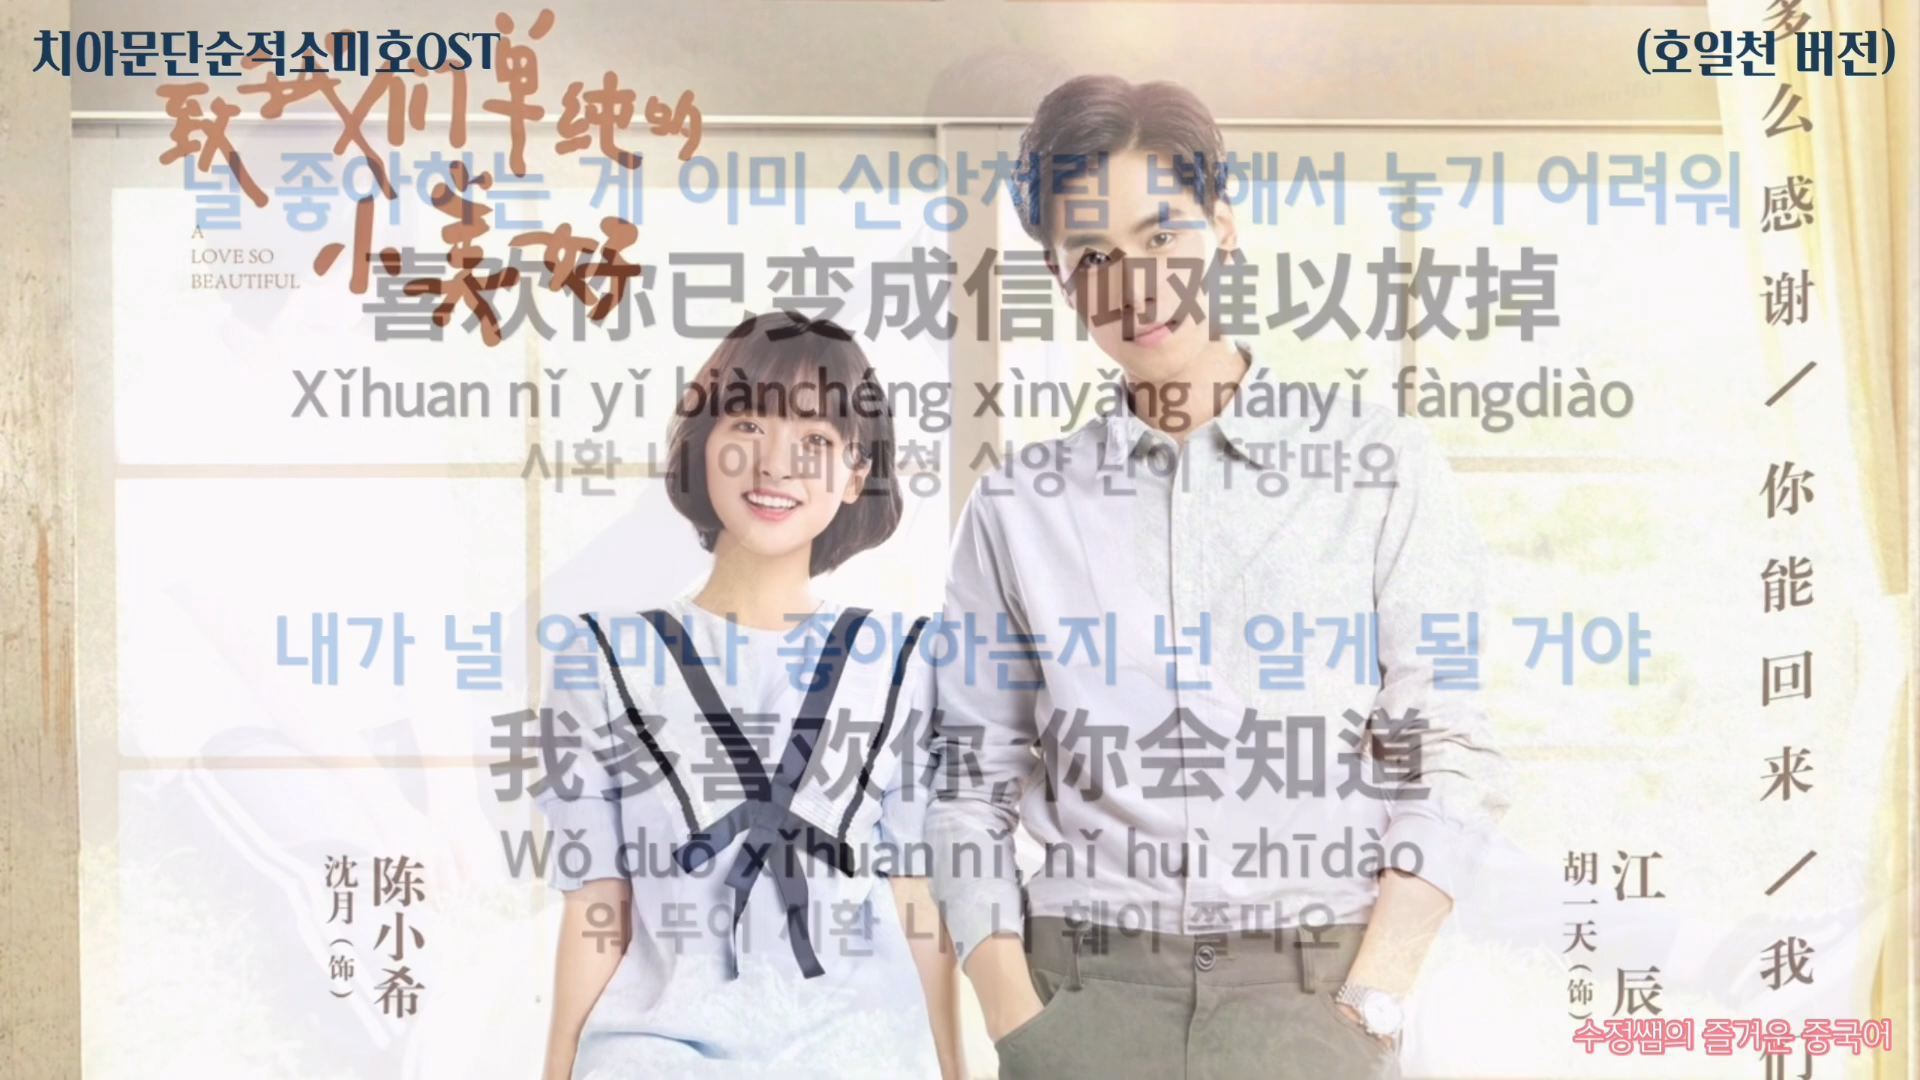 치아문단순적소미호OST
(호일천 버전)
致我们单纯的
小美好
A
LOVE SO
BEAUTIFUL
널 좋아하는 게 이미 신앙처럼 변해서 놓기 어려워
喜欢你已变成信仰难以放掉
Xǐhuan nǐ yǐ biànchéng xìnyǎng nányǐ fàngdiào
시환 니 이 삐엔청 신양 난이 f팡땨오
내가 널 얼마나 좋아하는지 넌 알게 될 거야
我多喜欢你, 你会知道
Wǒ duō xǐhuan nǐ, nǐ huì zhīdào
워 뚜어 시환 니, 니 훼이 쯜따오
多么感谢/你能回来/我们
陈小希
沈月(饰)
江辰
胡一天(饰)
수정쌤의 즐거운 중국어